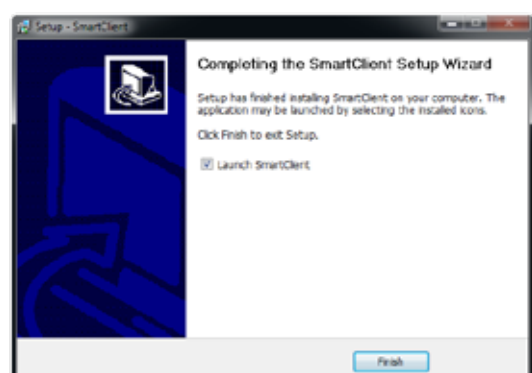 Setup - SmartClient
Completing the SmartClient Setup Wizard
Setup has finished installing SmartClient on your computer. The
application may be launched by selecting the installed icons.
Click Finish to exit Setup.
Launch SmartClient
Finish